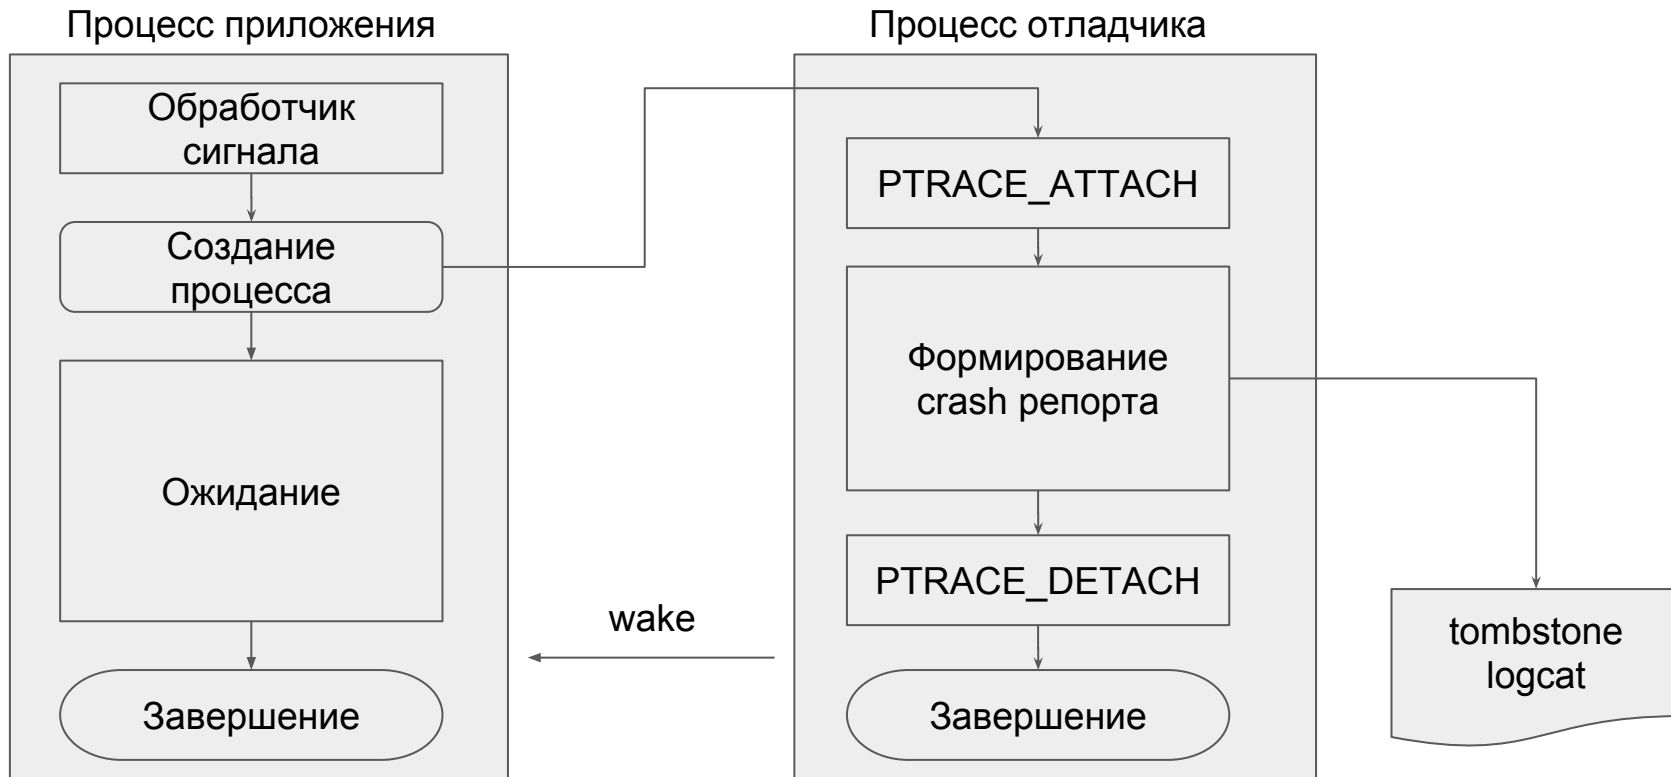 Процесс приложения
Обработчик
сигнала
Создание
процесса
Ожидание
Завершение
wake
Процесс отладчика
PTRACE_ATTACH
Формирование
crash репорта
PTRACE_DETACH
Завершение
tombstone
logcat